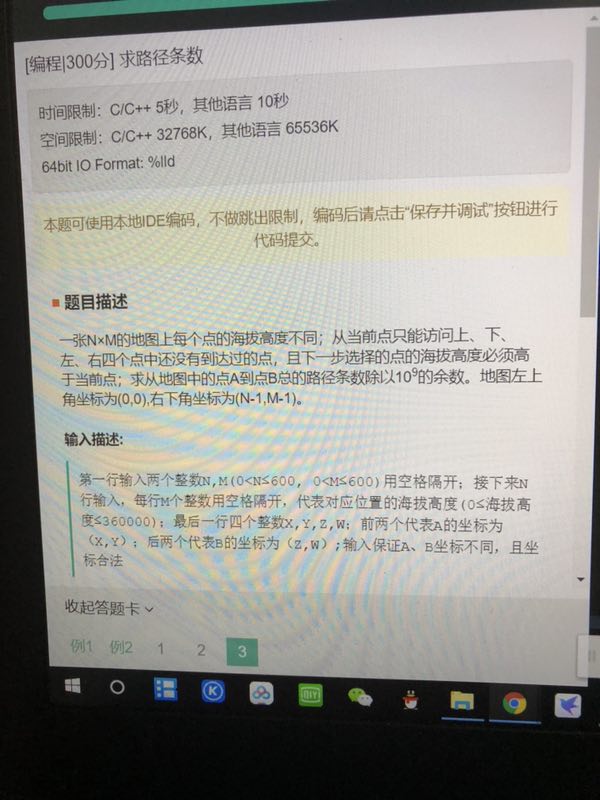 [编程|300分] 求路径条数
时间限制：C/C++ 5秒，其他语言 10秒
空间限制：C/C++ 32768K，其他语言 65536K
64bit IO Format: %lld
本题可使用本地IDE编码，不做跳出限制，编码后请点击“保存并调试”按钮进行
代码提交。
题目描述
一张N×M的地图上每个点的海拔高度不同；从当前点只能访问上、下、
左、右四个点中还没有到达过的点，且下一步选择的点的海拔高度必须高
于当前点；求从地图中的点A到点B总的路径条数除以10⁹的余数。地图左上
角坐标为(0,0),右下角坐标为(N-1,M-1)。
输入描述:
第一行输入两个整数N,M(0<N≤600, 0<M≤600)用空格隔开；接下来N
行输入，每行M个整数用空格隔开，代表对应位置的海拔高度(0≤海拔高
度≤360000)；最后一行四个整数X,Y,Z,W；前两个代表A的坐标为
（X,Y）；后两个代表B的坐标为（Z,W）;输入保证A、B坐标不同，且坐
标合法
收起答题卡
例1 例2 1 2 3
K
QIYI